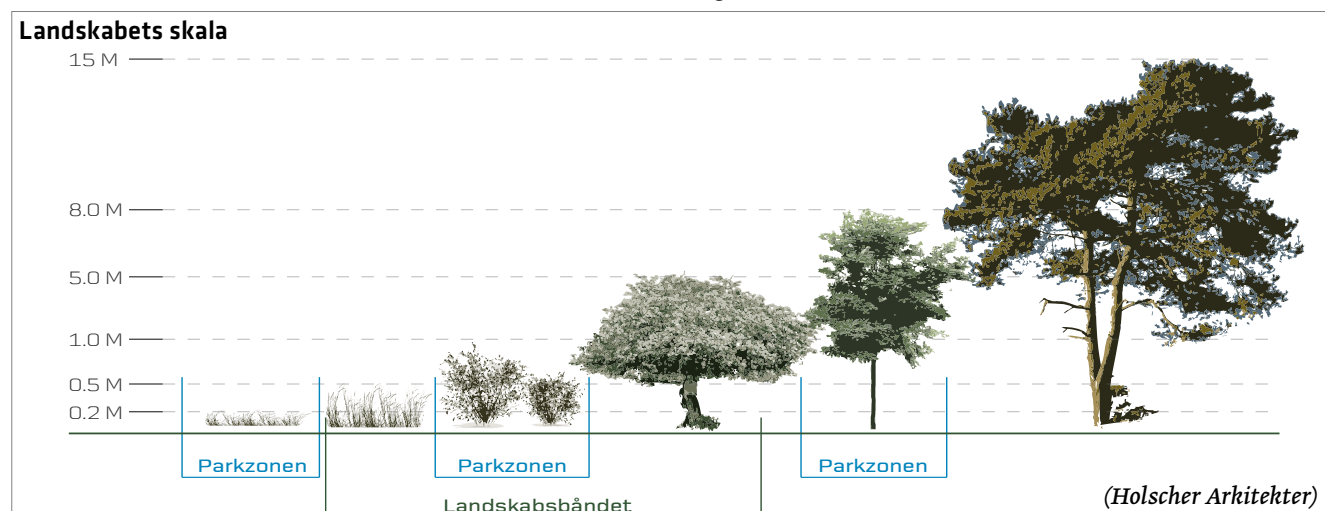 Landskabets skala
15 M
8.0 M
5.0 M
1.0 M
0.5 M
0.2 M
Parkzonen Parkzonen Parkzonen
Landskabsbåndet
(Holscher Arkitekter)